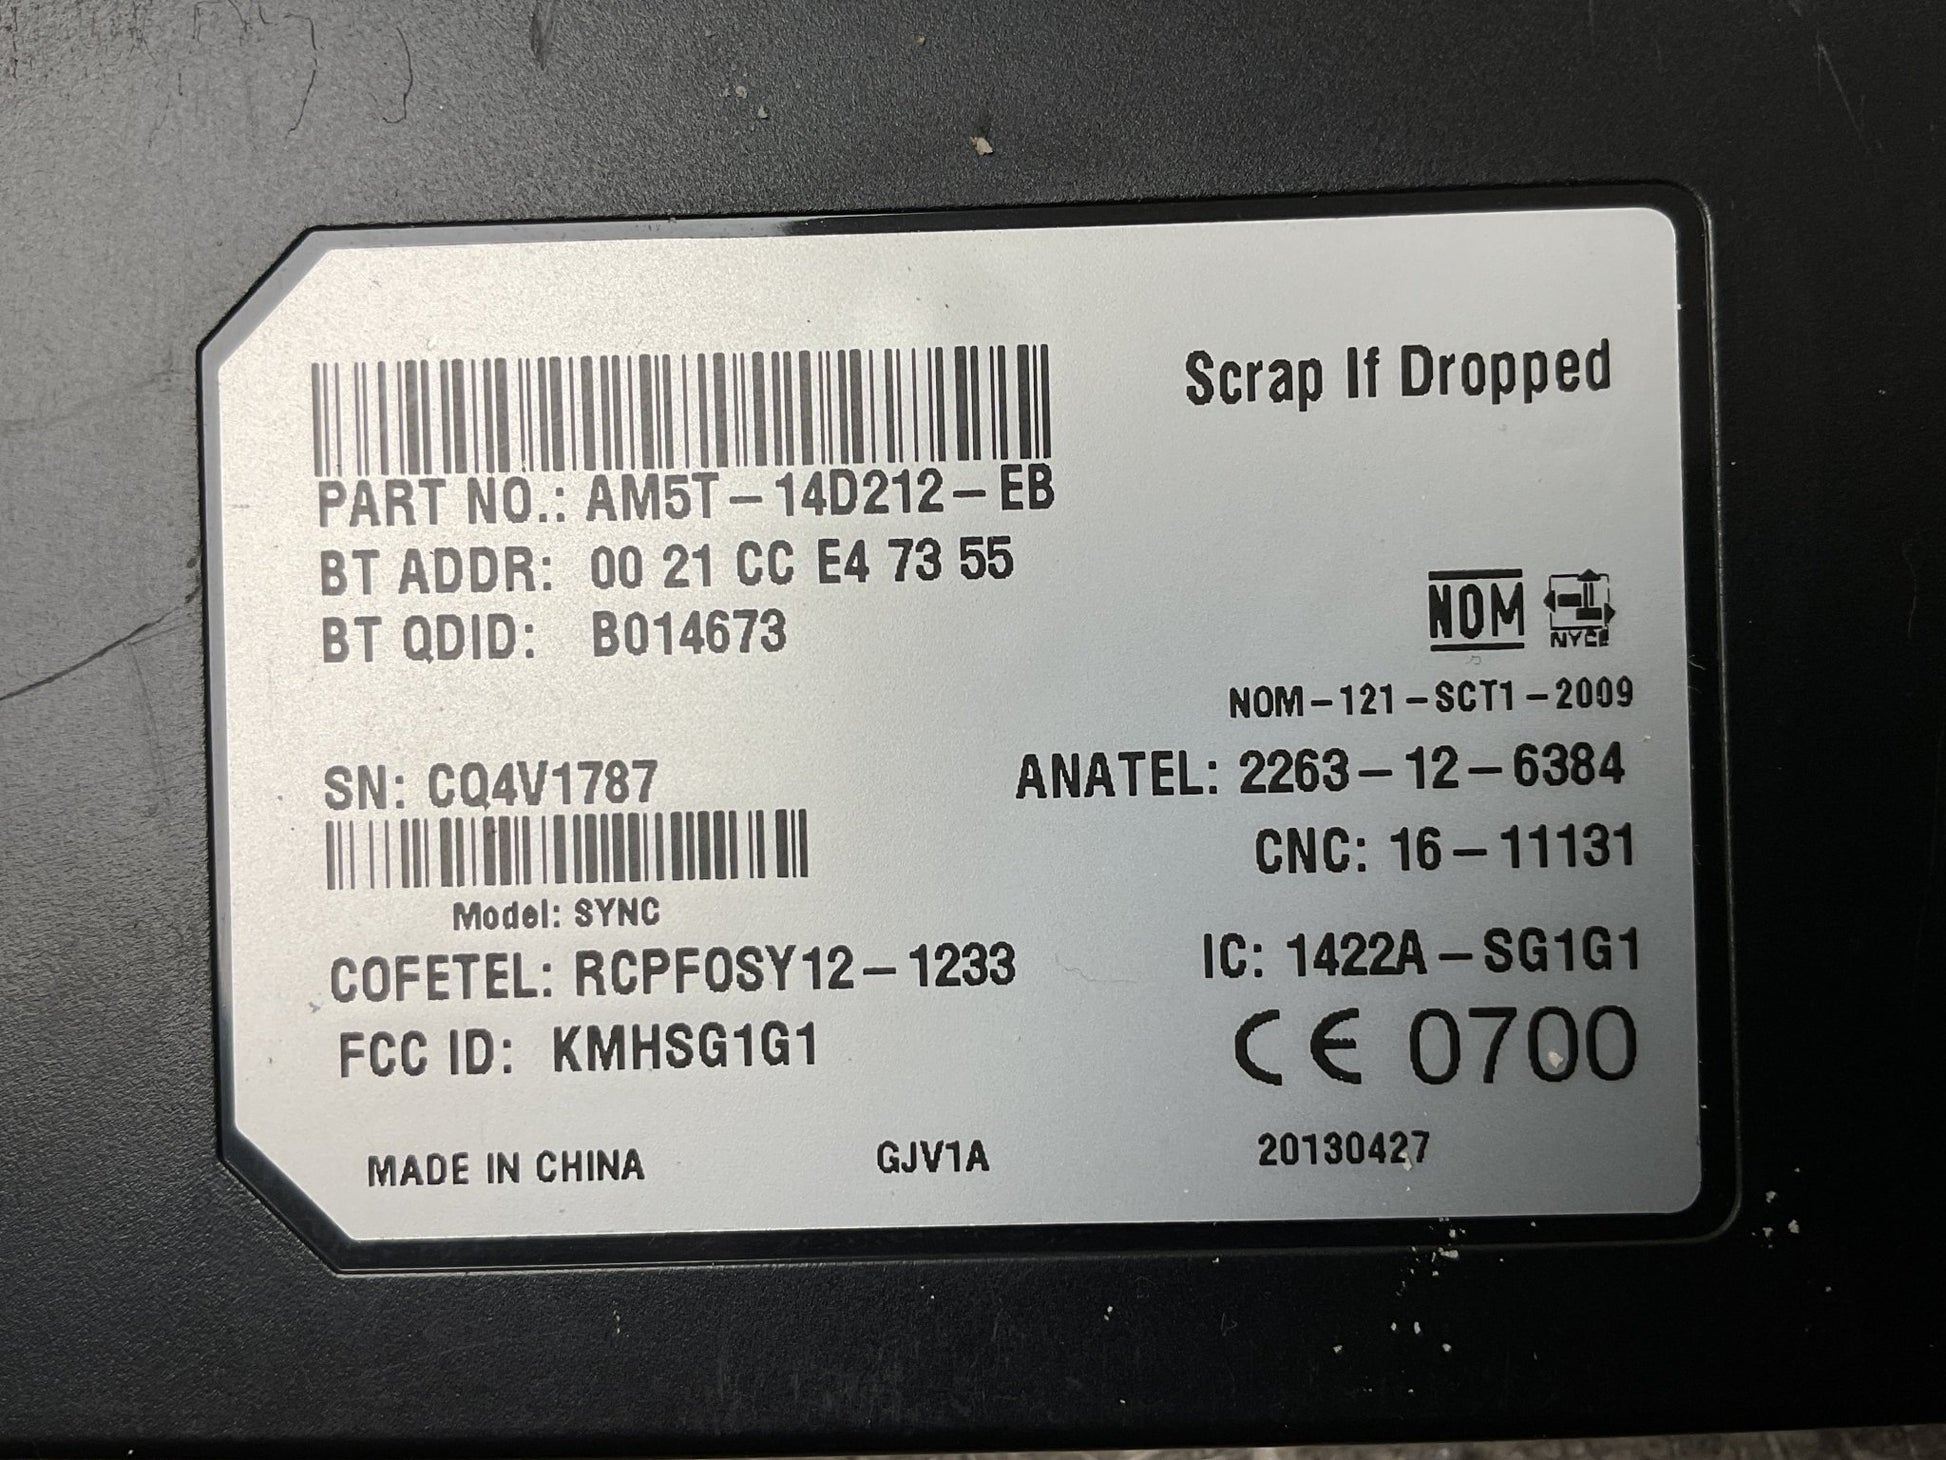 Scrap If Dropped
PART NO.: AM5T-14D212-EB
BT ADDR: 00 21 CC E4 73 55
BT QDID: B014673
NOM NYCE
NOM-121-SCT1-2009
SN: CQ4V1787
ANATEL: 2263-12-6384
CNC: 16-11131
Model: SYNC
COFETEL: RCPFOSY12-1233
IC: 1422A-SG1G1
FCC ID: KMHSG1G1
CE 0700
MADE IN CHINA GJV1A 20130427